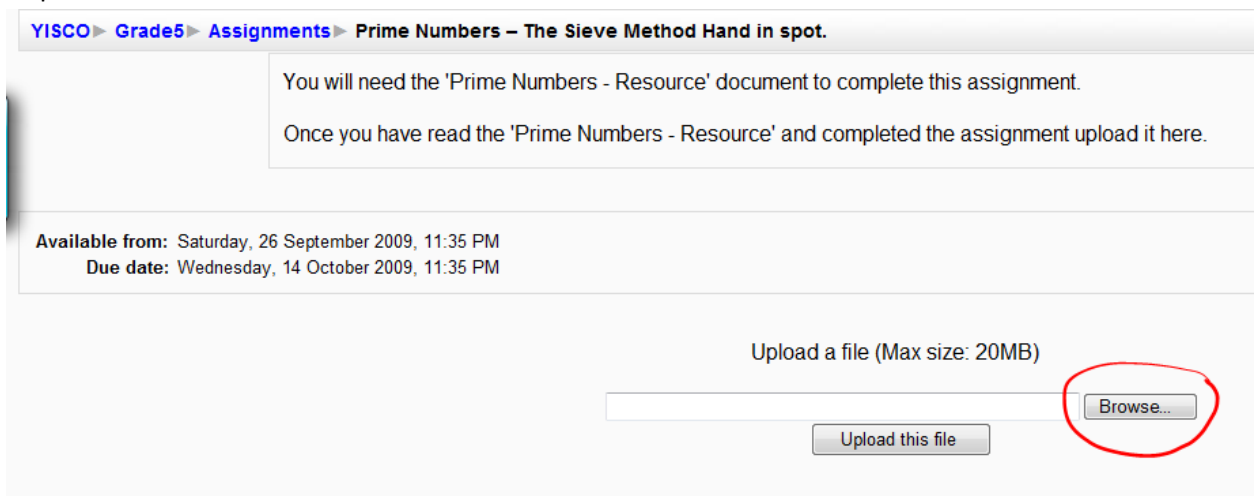 YISCO► Grade5► Assignments► Prime Numbers – The Sieve Method Hand in spot.
You will need the 'Prime Numbers - Resource' document to complete this assignment.
Once you have read the 'Prime Numbers - Resource' and completed the assignment upload it here.
Available from: Saturday, 26 September 2009, 11:35 PM
Due date: Wednesday, 14 October 2009, 11:35 PM
Upload a file (Max size: 20MB)
Browse...
Upload this file